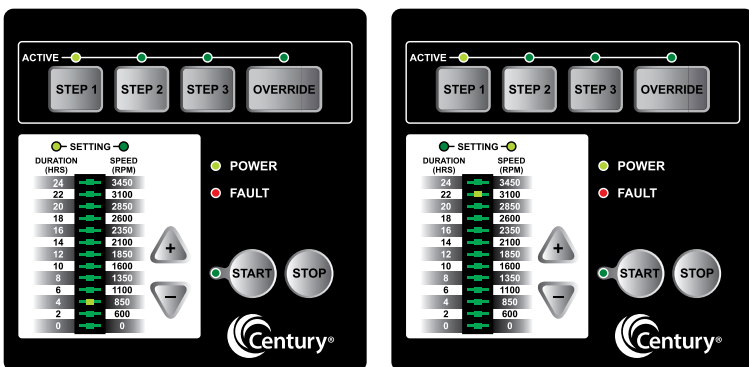 ACTIVE
STEP 1 STEP 2 STEP 3 OVERRIDE
SETTING
DURATION (HRS) SPEED (RPM)
24 3450
22 3100
20 2850
18 2600
16 2350
14 2100
12 1850
10 1600
8 1350
6 1100
4 850
2 600
0 0
+
−
POWER
FAULT
START STOP
Century®
ACTIVE
STEP 1 STEP 2 STEP 3 OVERRIDE
SETTING
DURATION (HRS) SPEED (RPM)
24 3450
22 3100
20 2850
18 2600
16 2350
14 2100
12 1850
10 1600
8 1350
6 1100
4 850
2 600
0 0
+
−
POWER
FAULT
START STOP
Century®